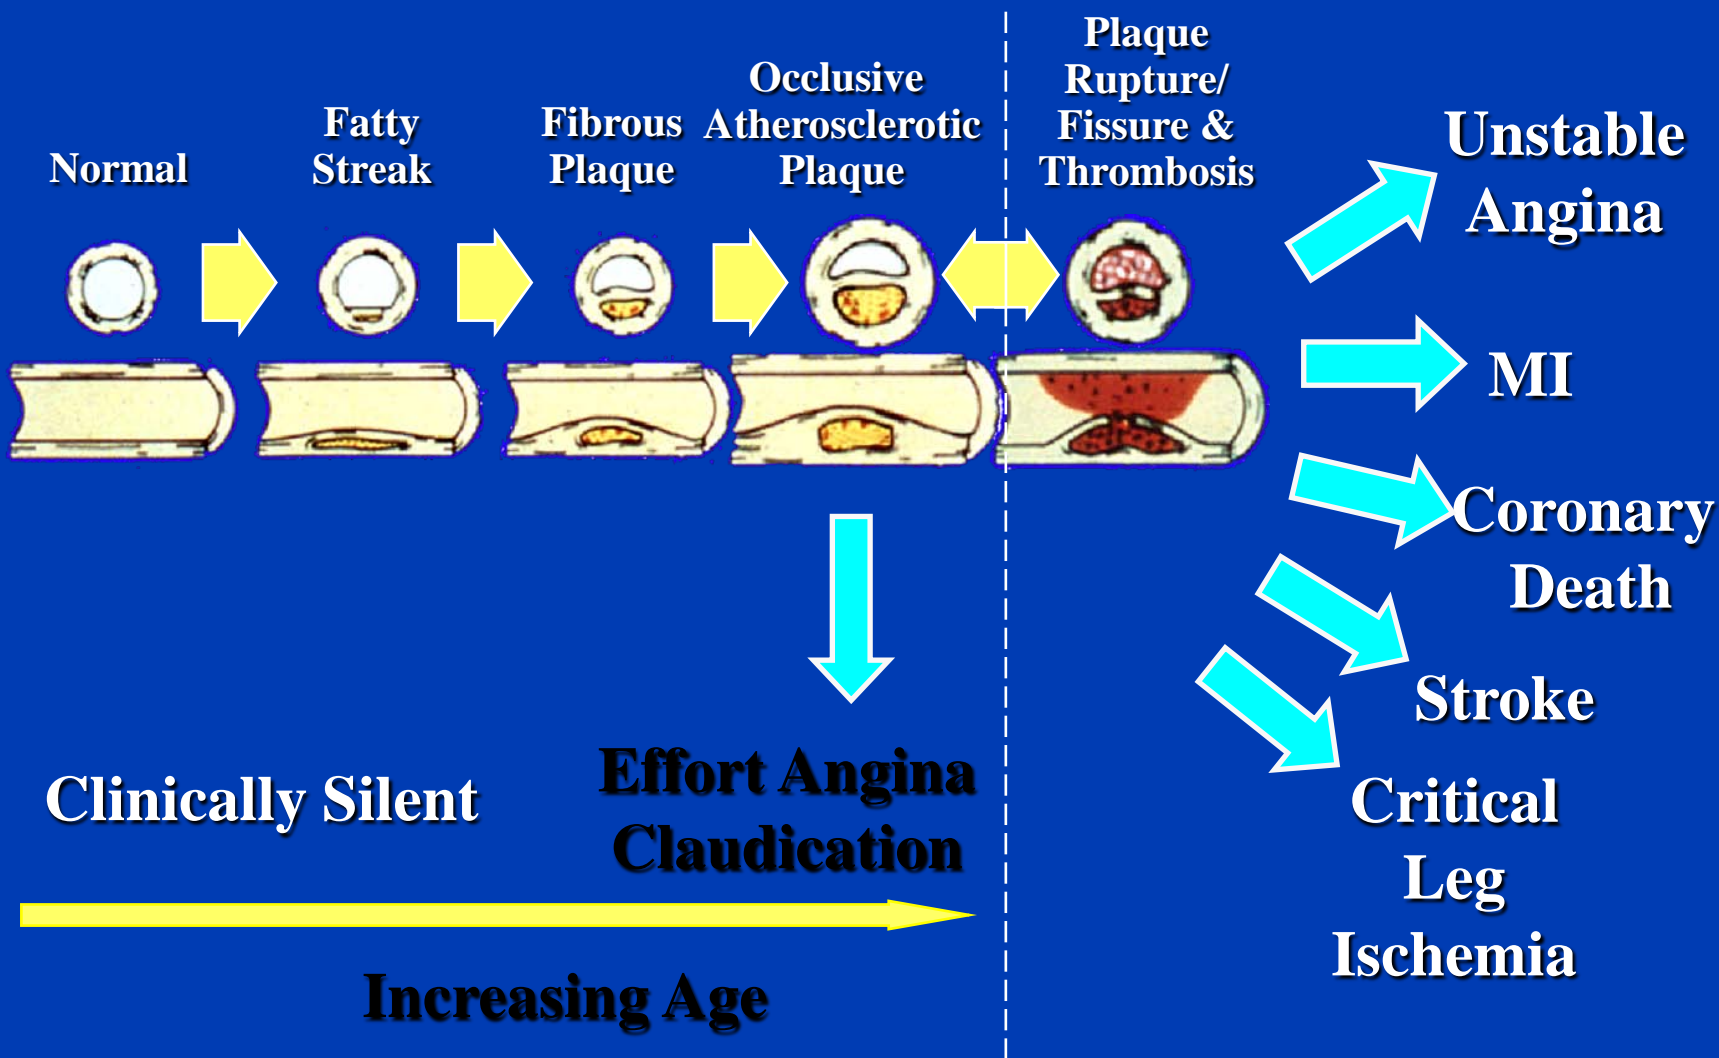 Normal
Fatty
Streak
Fibrous
Plaque
Occlusive
Atherosclerotic
Plaque
Plaque
Rupture/
Fissure &
Thrombosis
Unstable
Angina
MI
Coronary
Death
Stroke
Critical
Leg
Ischemia
Clinically Silent
Effort Angina
Claudication
Increasing Age